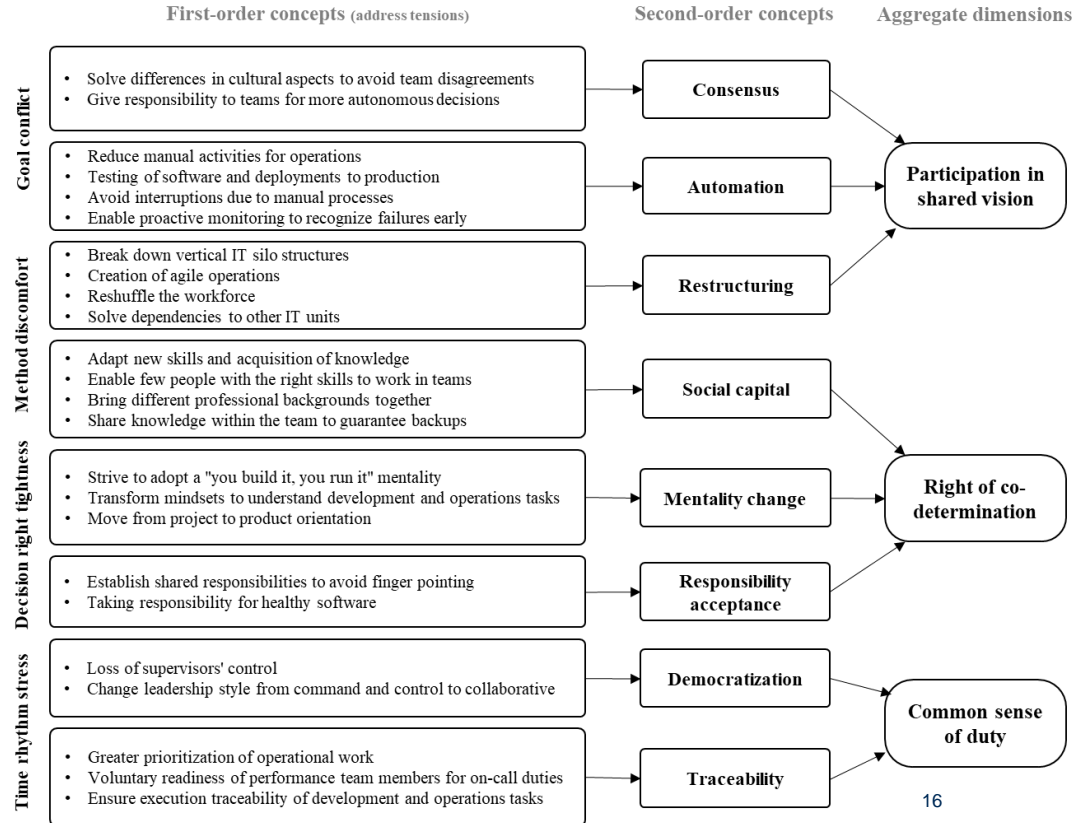 First-order concepts (address tensions)
Second-order concepts
Aggregate dimensions
Goal conflict
• Solve differences in cultural aspects to avoid team disagreements
• Give responsibility to teams for more autonomous decisions
Consensus
• Reduce manual activities for operations
• Testing of software and deployments to production
• Avoid interruptions due to manual processes
• Enable proactive monitoring to recognize failures early
Automation
Participation in
shared vision
Method discomfort
• Break down vertical IT silo structures
• Creation of agile operations
• Reshuffle the workforce
• Solve dependencies to other IT units
Restructuring
• Adapt new skills and acquisition of knowledge
• Enable few people with the right skills to work in teams
• Bring different professional backgrounds together
• Share knowledge within the team to guarantee backups
Social capital
Decision right tightness
• Strive to adopt a "you build it, you run it" mentality
• Transform mindsets to understand development and operations tasks
• Move from project to product orientation
Mentality change
Right of co-
determination
• Establish shared responsibilities to avoid finger pointing
• Taking responsibility for healthy software
Responsibility
acceptance
Time rhythm stress
• Loss of supervisors' control
• Change leadership style from command and control to collaborative
Democratization
Common sense
of duty
• Greater prioritization of operational work
• Voluntary readiness of performance team members for on-call duties
• Ensure execution traceability of development and operations tasks
Traceability
16